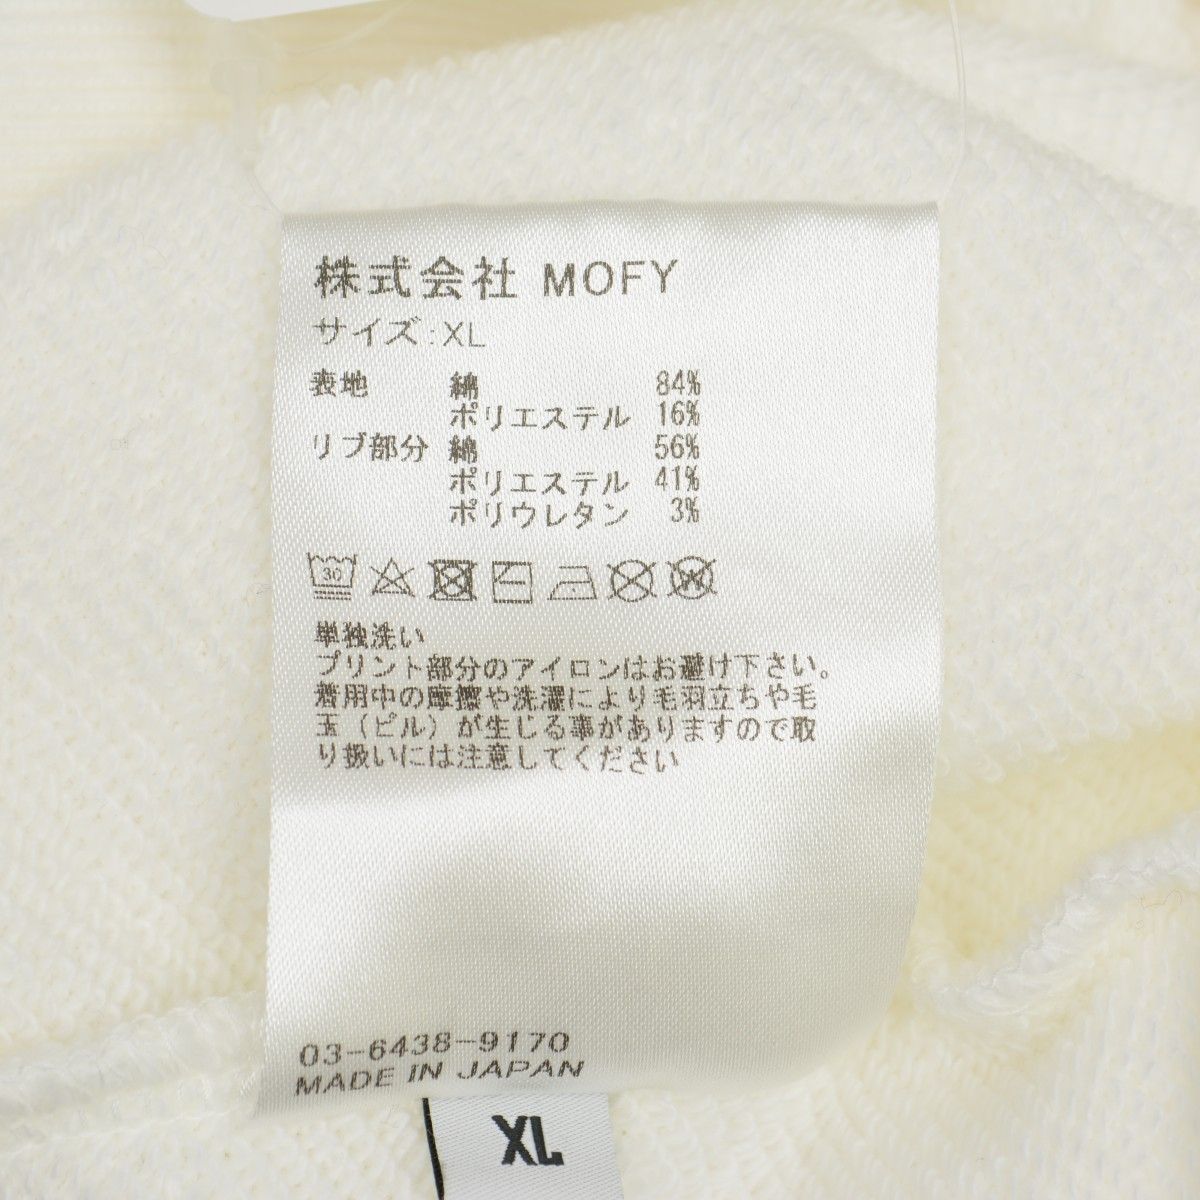 株式会社 MOFY
サイズ:XL
表地 綿 84%
ポリエステル 16%
リブ部分 綿 56%
ポリエステル 41%
ポリウレタン 3%
30
W
単独洗い
プリント部分のアイロンはお避け下さい。
着用中の摩擦や洗濯により毛羽立ちや毛
玉（ピル）が生じる事がありますので取
り扱いには注意してください
03-6438-9170
MADE IN JAPAN
XL